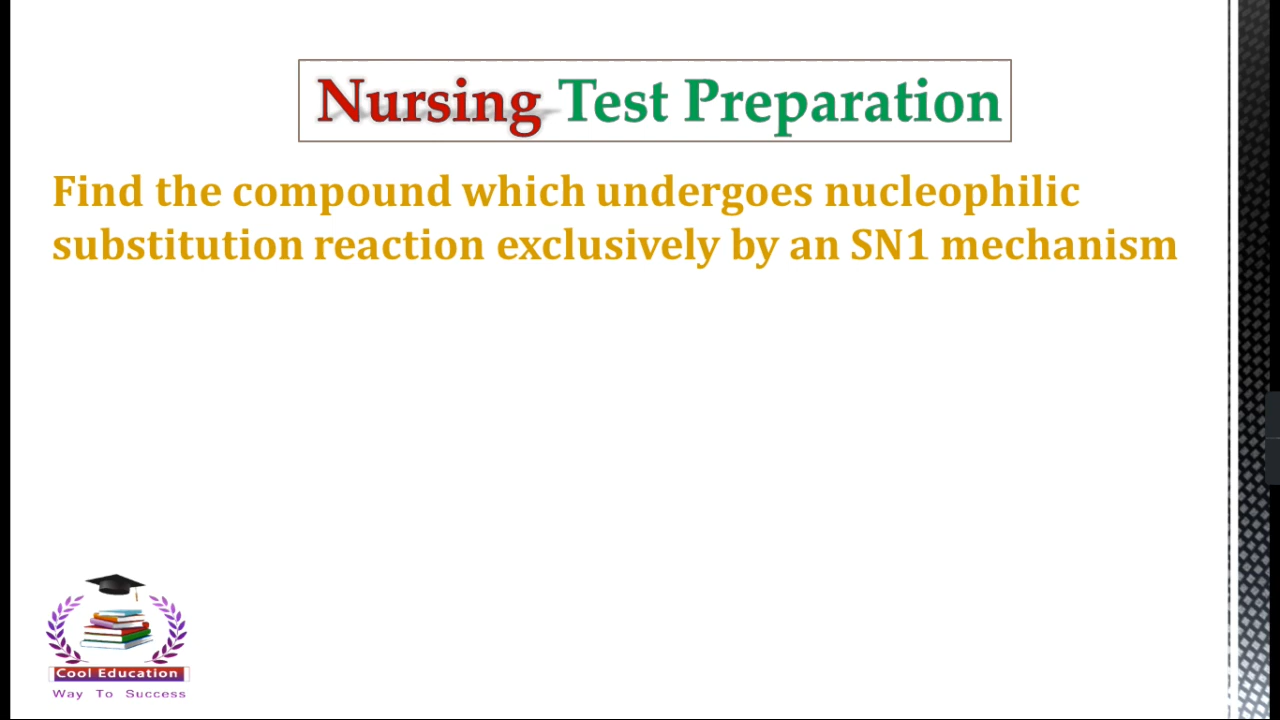 Nursing Test Preparation
Find the compound which undergoes nucleophilic
substitution reaction exclusively by an SN1 mechanism
Cool Education
Way To Success